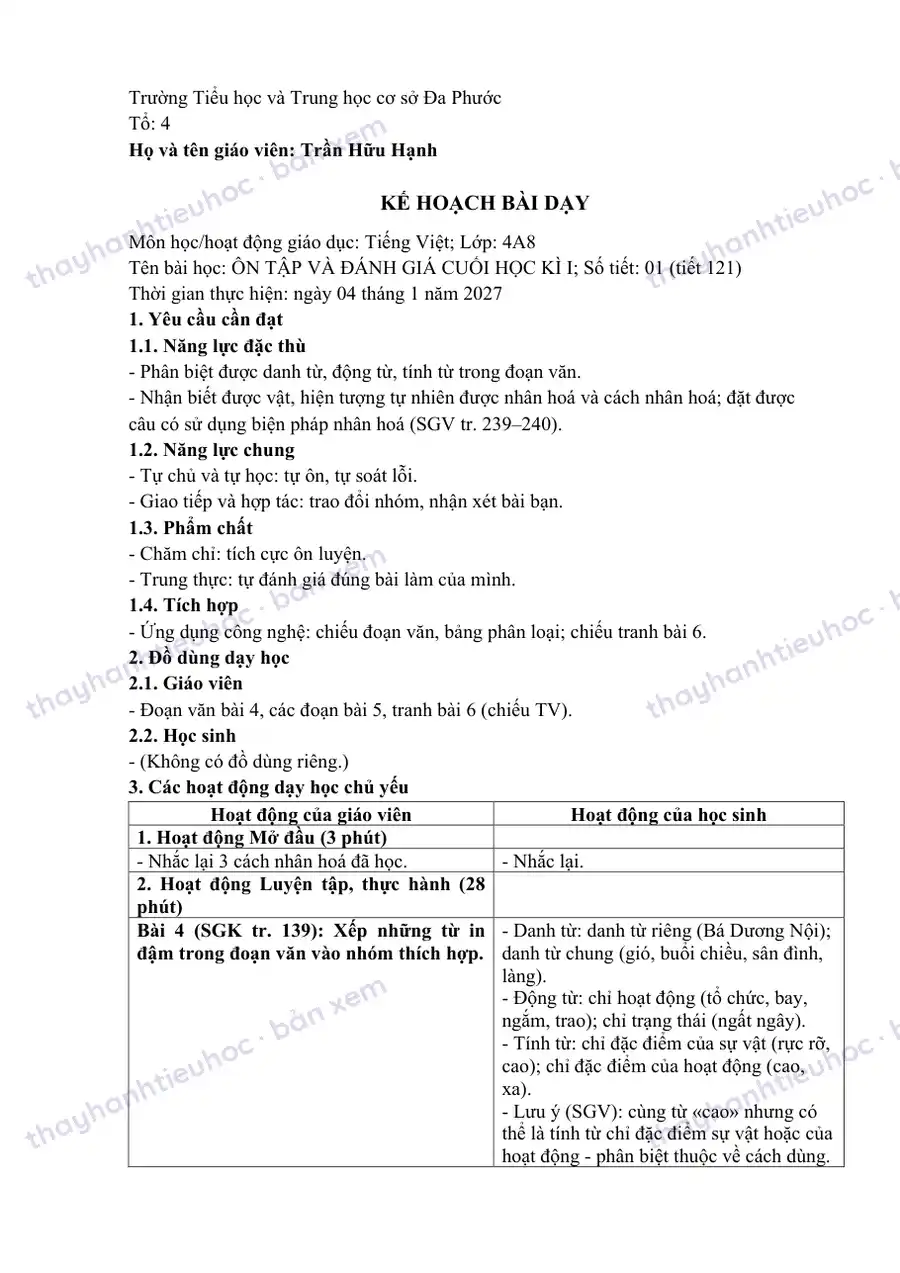 Trường Tiểu học và Trung học cơ sở Đa Phước
Tổ: 4
Họ và tên giáo viên: Trần Hữu Hạnh
KẾ HOẠCH BÀI DẠY
Môn học/hoạt động giáo dục: Tiếng Việt; Lớp: 4A8
Tên bài học: ÔN TẬP VÀ ĐÁNH GIÁ CUỐI HỌC KÌ I; Số tiết: 01 (tiết 121)
Thời gian thực hiện: ngày 04 tháng 1 năm 2027
1. Yêu cầu cần đạt
1.1. Năng lực đặc thù
- Phân biệt được danh từ, động từ, tính từ trong đoạn văn.
- Nhận biết được vật, hiện tượng tự nhiên được nhân hoá và cách nhân hoá; đặt được
câu có sử dụng biện pháp nhân hoá (SGV tr. 239–240).
1.2. Năng lực chung
- Tự chủ và tự học: tự ôn, tự soát lỗi.
- Giao tiếp và hợp tác: trao đổi nhóm, nhận xét bài bạn.
1.3. Phẩm chất
- Chăm chỉ: tích cực ôn luyện.
- Trung thực: tự đánh giá đúng bài làm của mình.
1.4. Tích hợp
- Ứng dụng công nghệ: chiếu đoạn văn, bảng phân loại; chiếu tranh bài 6.
2. Đồ dùng dạy học
2.1. Giáo viên
- Đoạn văn bài 4, các đoạn bài 5, tranh bài 6 (chiếu TV).
2.2. Học sinh
- (Không có đồ dùng riêng.)
3. Các hoạt động dạy học chủ yếu
Hoạt động của giáo viên
Hoạt động của học sinh
1. Hoạt động Mở đầu (3 phút)
- Nhắc lại 3 cách nhân hoá đã học.
- Nhắc lại.
2. Hoạt động Luyện tập, thực hành (28
phút)
Bài 4 (SGK tr. 139): Xếp những từ in
đậm trong đoạn văn vào nhóm thích hợp.
- Danh từ: danh từ riêng (Bá Dương Nội);
danh từ chung (gió, buổi chiều, sân đình,
làng).
- Động từ: chỉ hoạt động (tổ chức, bay,
ngắm, trao); chỉ trạng thái (ngất ngây).
- Tính từ: chỉ đặc điểm của sự vật (rực rỡ,
cao); chỉ đặc điểm của hoạt động (cao,
xa).
- Lưu ý (SGV): cùng từ «cao» nhưng có
thể là tính từ chỉ đặc điểm sự vật hoặc của
hoạt động - phân biệt thuộc về cách dùng.
thayhanhtieuhoc · bản xem
thayhanhtieuhoc · b
thayhanhtieuhoc · bản xem
thayhanhtieuhoc · b
thayhanhtieuhoc · bản xem
thayhanhtieuhoc · b